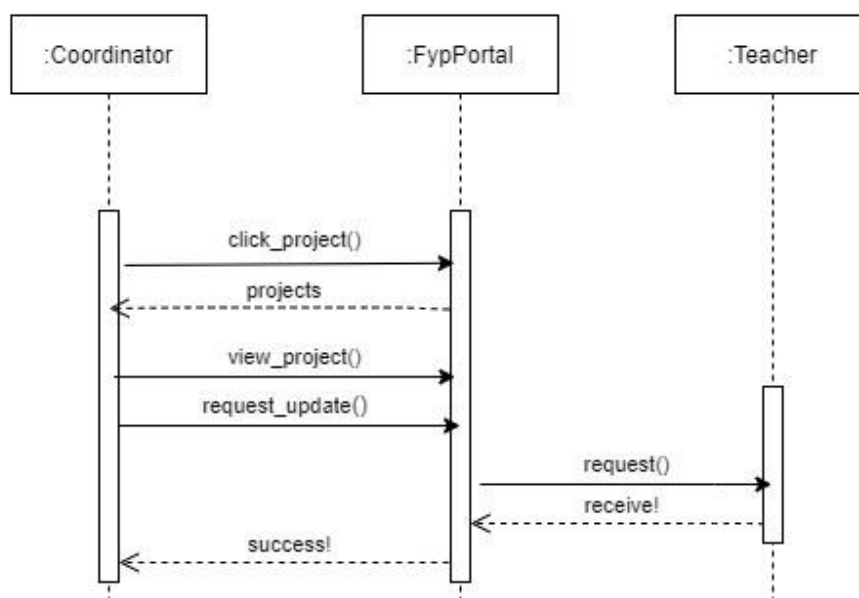 :Coordinator
:FypPortal
:Teacher
click_project()
projects
view_project()
request_update()
request()
receive!
success!